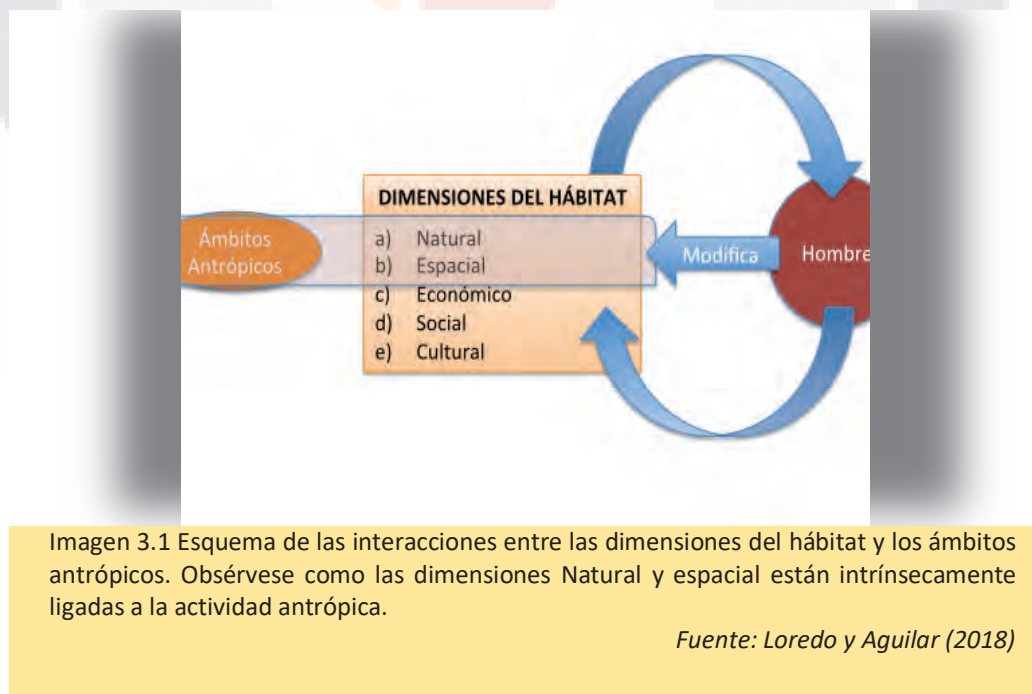 DIMENSIONES DEL HÁBITAT
Ámbitos
Antrópicos
a) Natural
b) Espacial
c) Económico
d) Social
e) Cultural
Modifica
Hombre
Imagen 3.1 Esquema de las interacciones entre las dimensiones del hábitat y los ámbitos
antrópicos. Obsérvese como las dimensiones Natural y espacial están intrínsecamente
ligadas a la actividad antrópica.
Fuente: Loredo y Aguilar (2018)